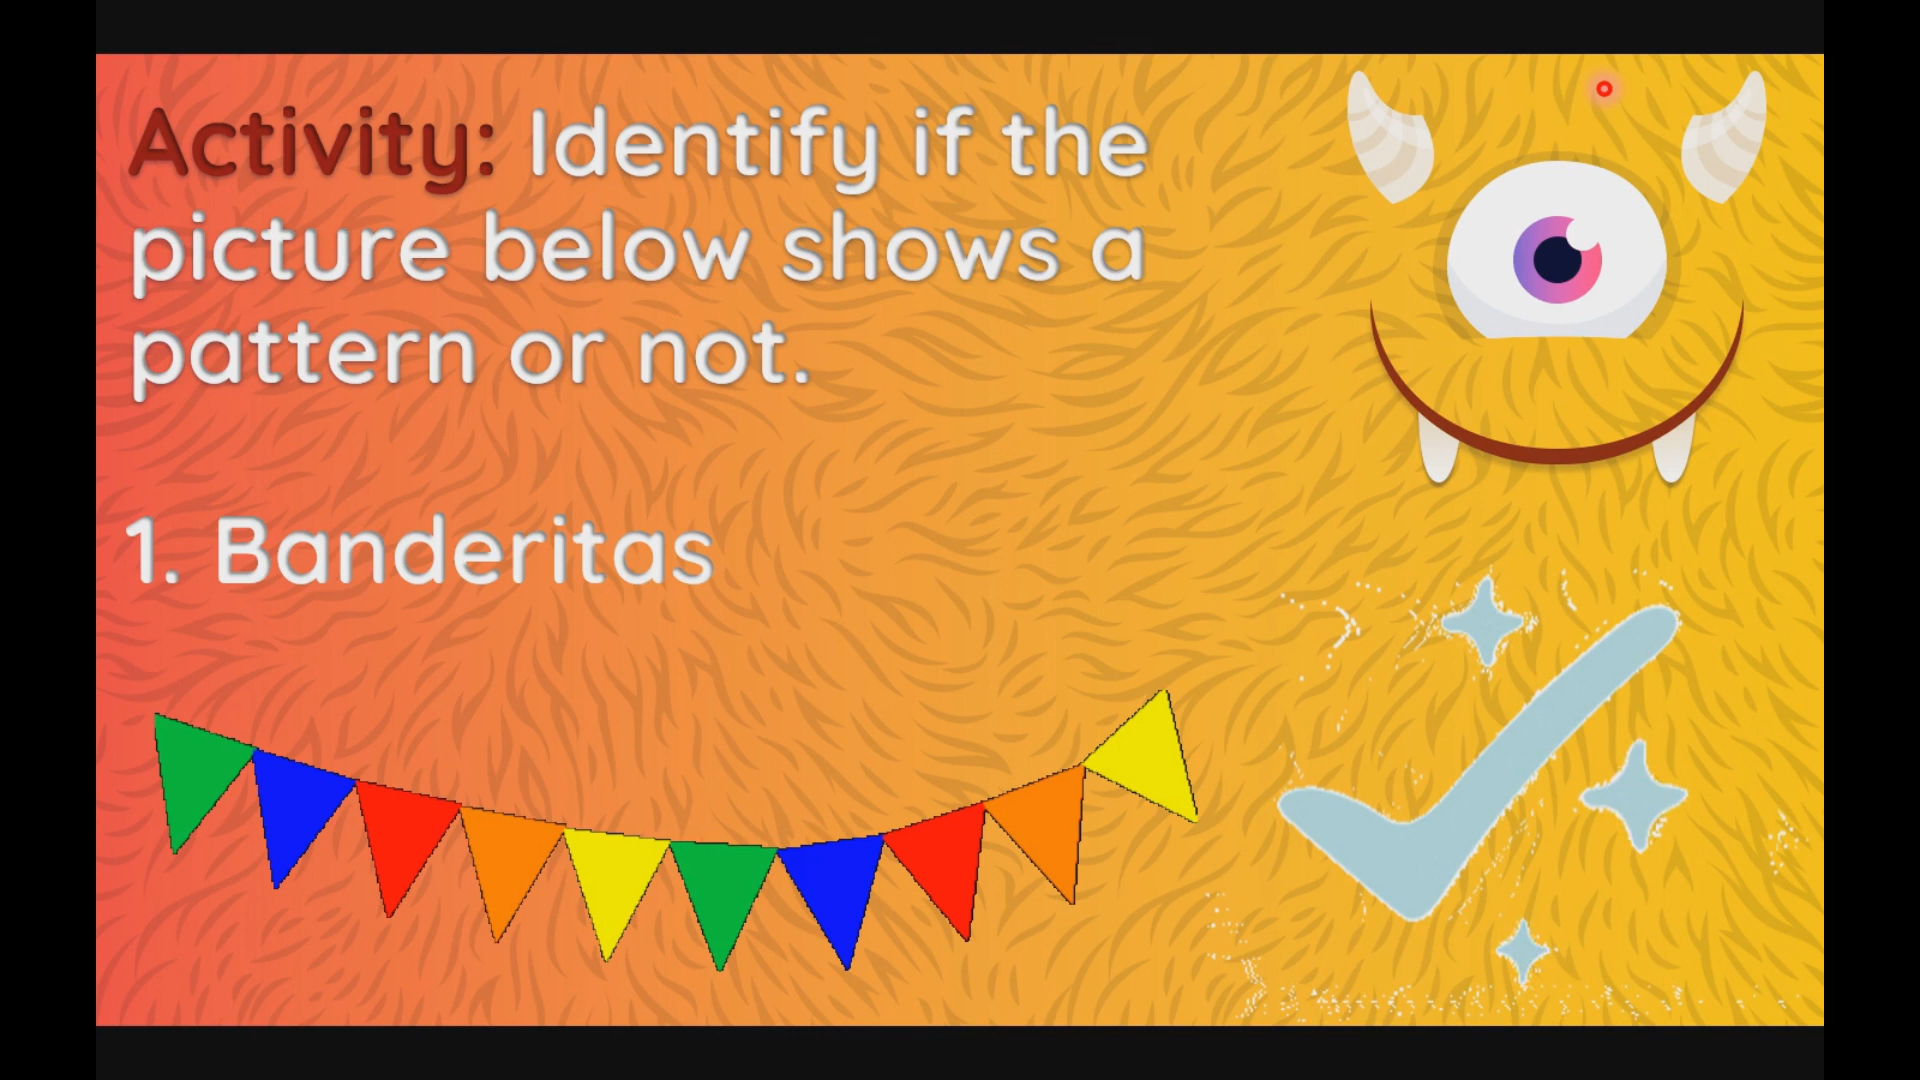 Activity: Identify if the
picture below shows a
pattern or not.
1. Banderitas